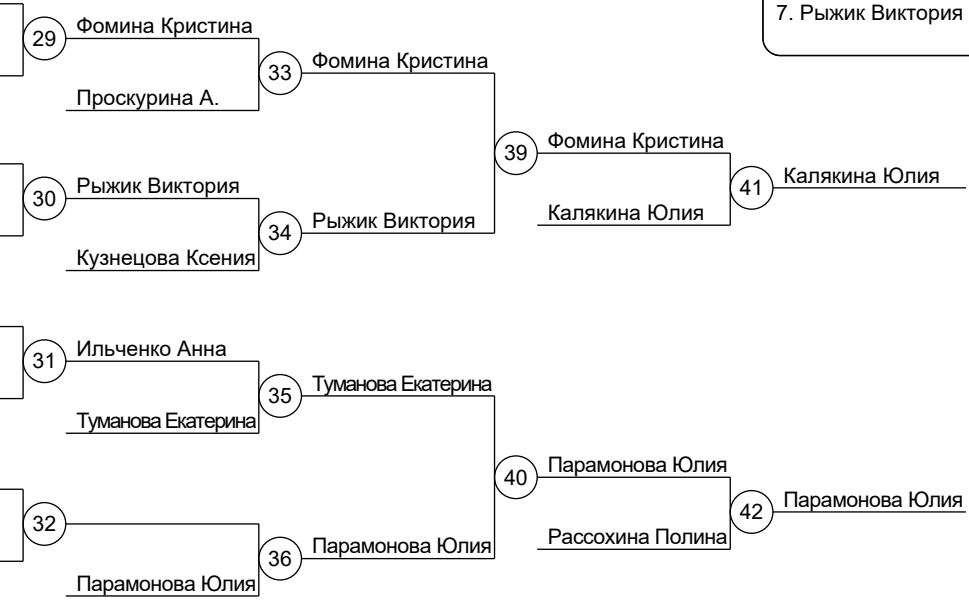 7. Рыжик Виктория
29
Фомина Кристина
33
Фомина Кристина
Проскурина А.
39
Фомина Кристина
41
Калякина Юлия
30
Рыжик Виктория
34
Рыжик Виктория
Калякина Юлия
Кузнецова Ксения
31
Ильченко Анна
35
Туманова Екатерина
Туманова Екатерина
40
Парамонова Юлия
42
Парамонова Юлия
32
36
Парамонова Юлия
Рассохина Полина
Парамонова Юлия